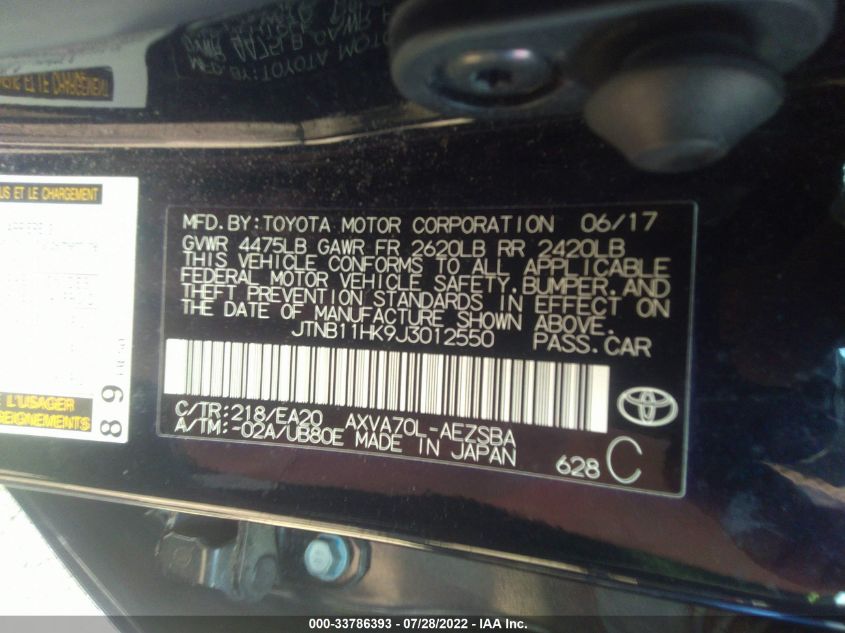 US ET LE CHARGEMENT
E L'USAGER
EIGNEMENTS
89
MFD.BY:TOYOTA MOTOR CORPORATION 06/17
GVWR 4475LB GAWR FR 2620LB RR 2420LB
THIS VEHICLE CONFORMS TO ALL APPLICABLE
FEDERAL MOTOR VEHICLE SAFETY,BUMPER,AND
THEFT PREVENTION STANDARDS IN EFFECT ON
THE DATE OF MANUFACTURE SHOWN ABOVE.
JTNB11HK9J3012550 PASS.CAR
C/TR:218/EA20 AXVA70L-AEZSBA
A/TM:-02A/UB80E MADE IN JAPAN
628 C
000-33786393 - 07/28/2022 - IAA Inc.